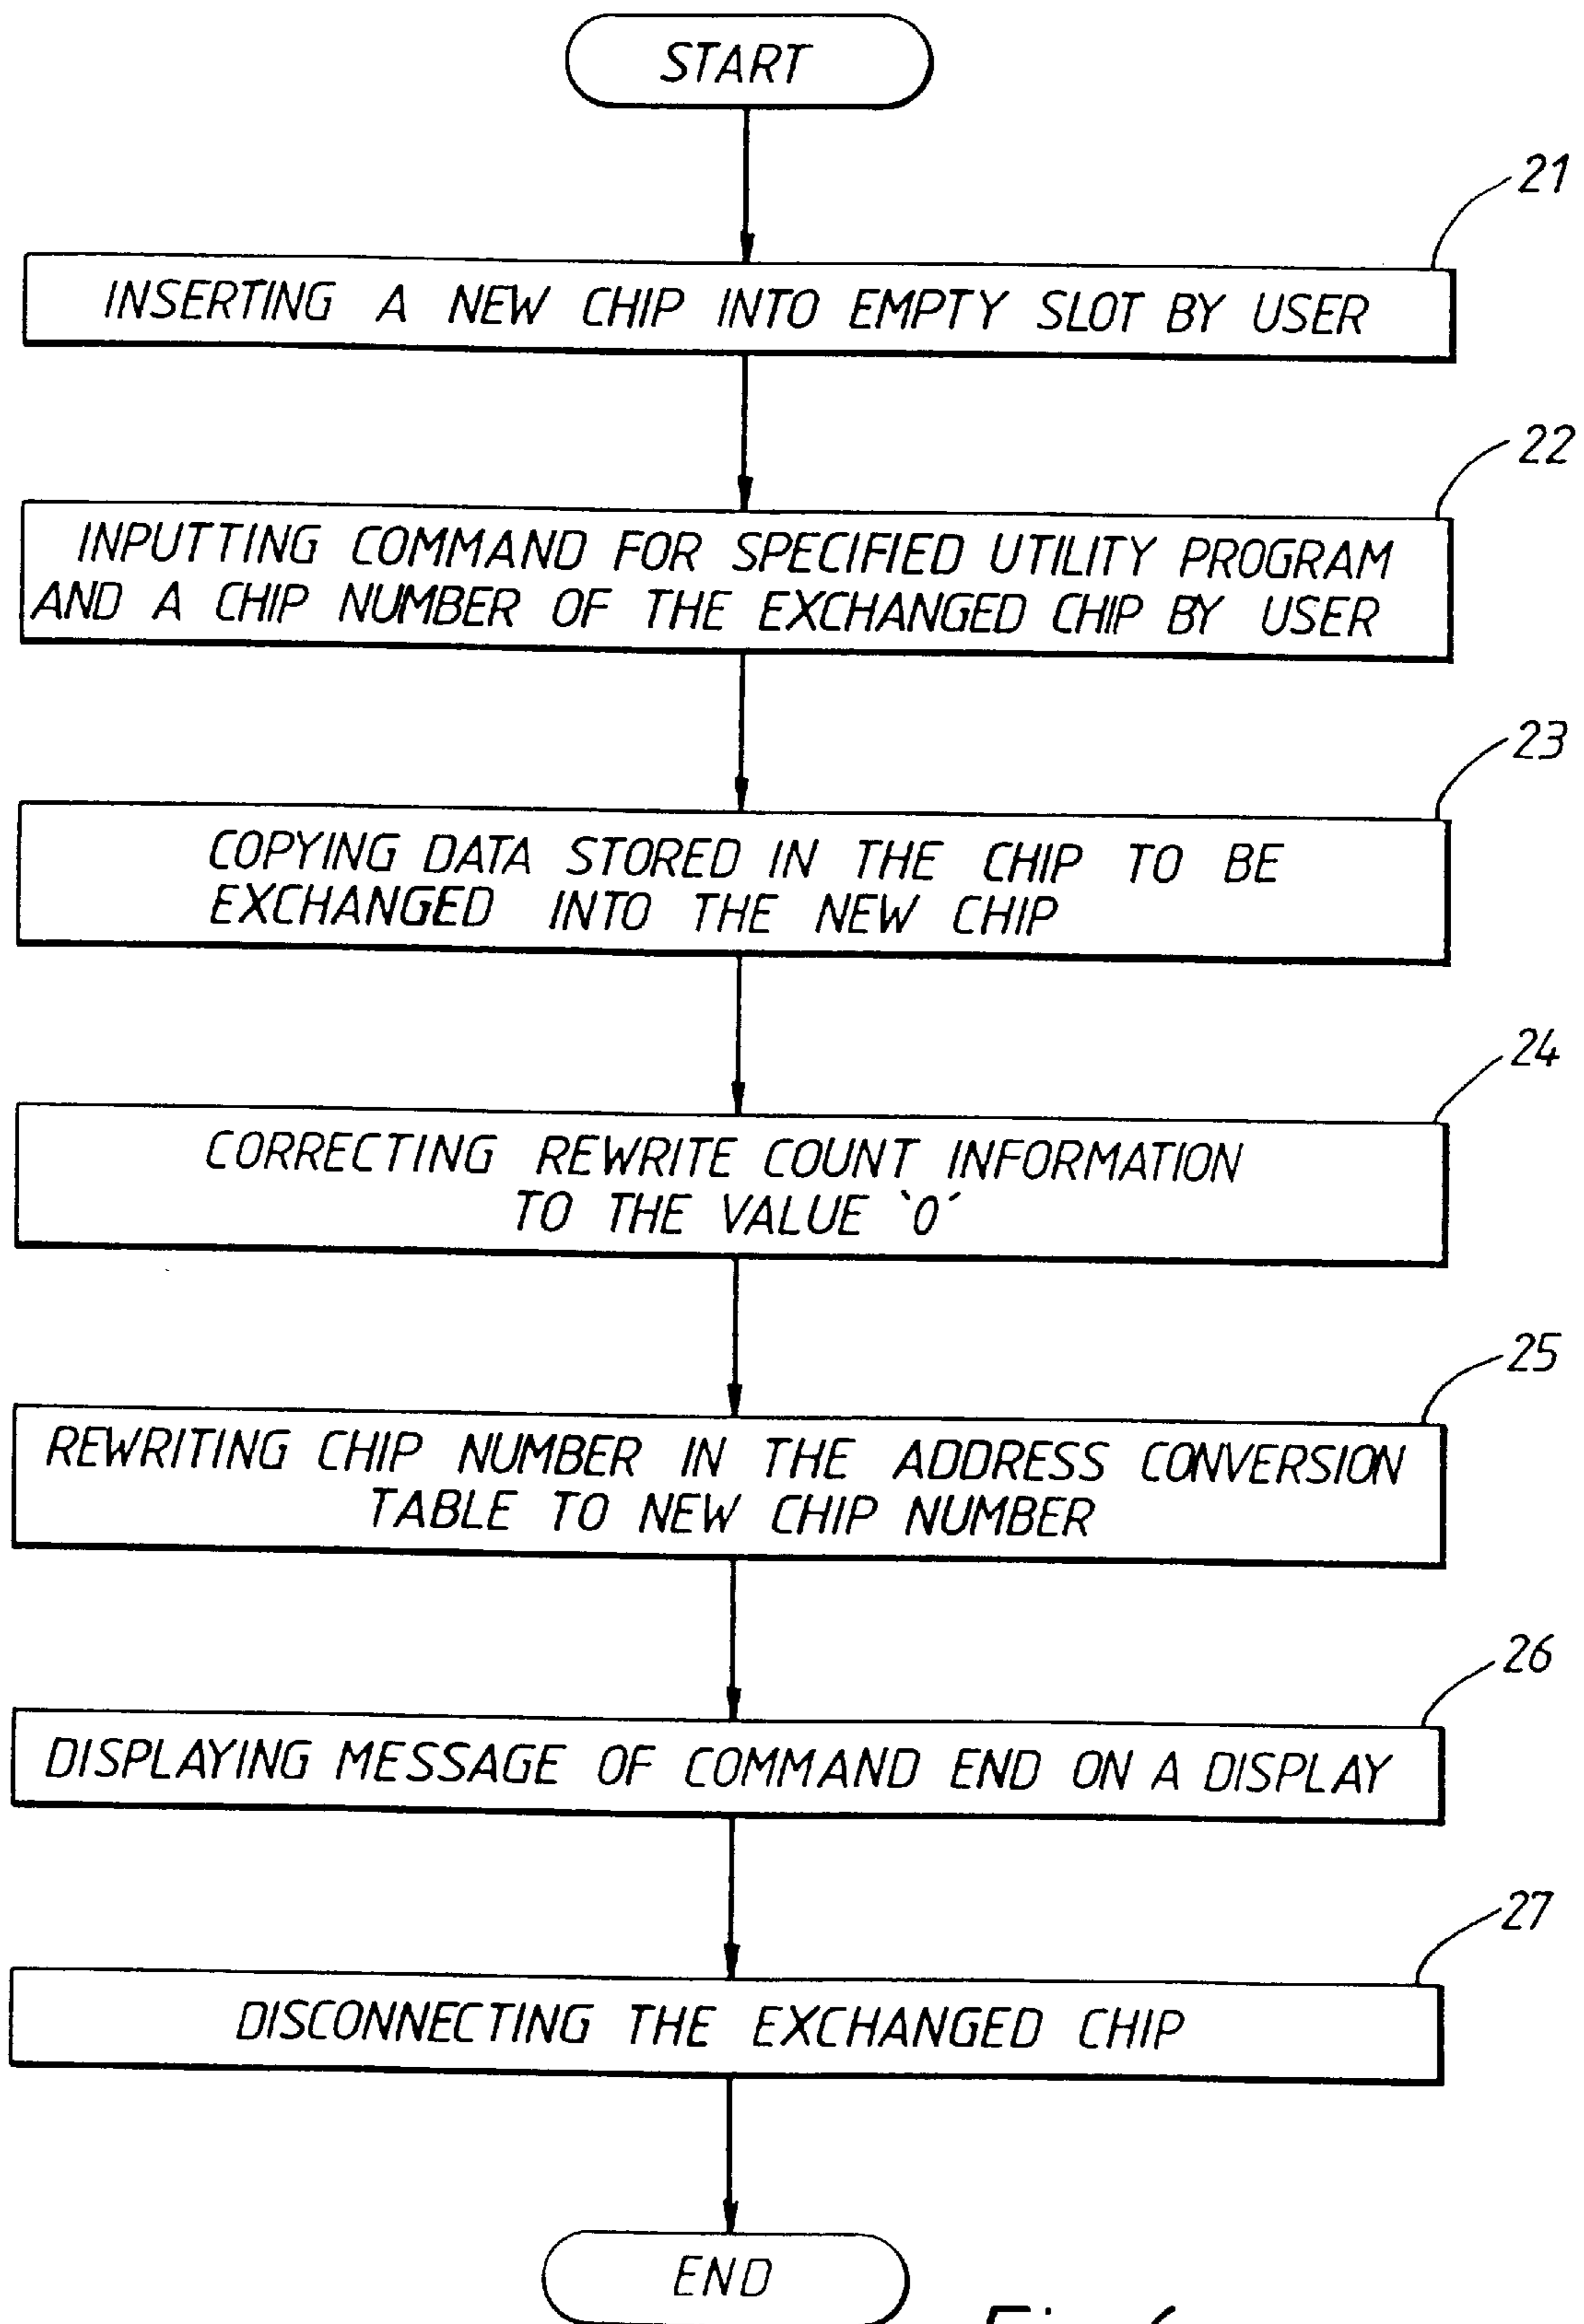 START
21
INSERTING A NEW CHIP INTO EMPTY SLOT BY USER
22
INPUTTING COMMAND FOR SPECIFIED UTILITY PROGRAM
AND A CHIP NUMBER OF THE EXCHANGED CHIP BY USER
23
COPYING DATA STORED IN THE CHIP TO BE
EXCHANGED INTO THE NEW CHIP
24
CORRECTING REWRITE COUNT INFORMATION
TO THE VALUE ‵0′
25
REWRITING CHIP NUMBER IN THE ADDRESS CONVERSION
TABLE TO NEW CHIP NUMBER
26
DISPLAYING MESSAGE OF COMMAND END ON A DISPLAY
27
DISCONNECTING THE EXCHANGED CHIP
END